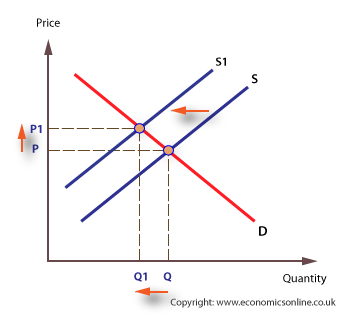 Price
S1
S
P1
P
D
Q1
Q
Quantity
Copyright: www.economicsonline.co.uk